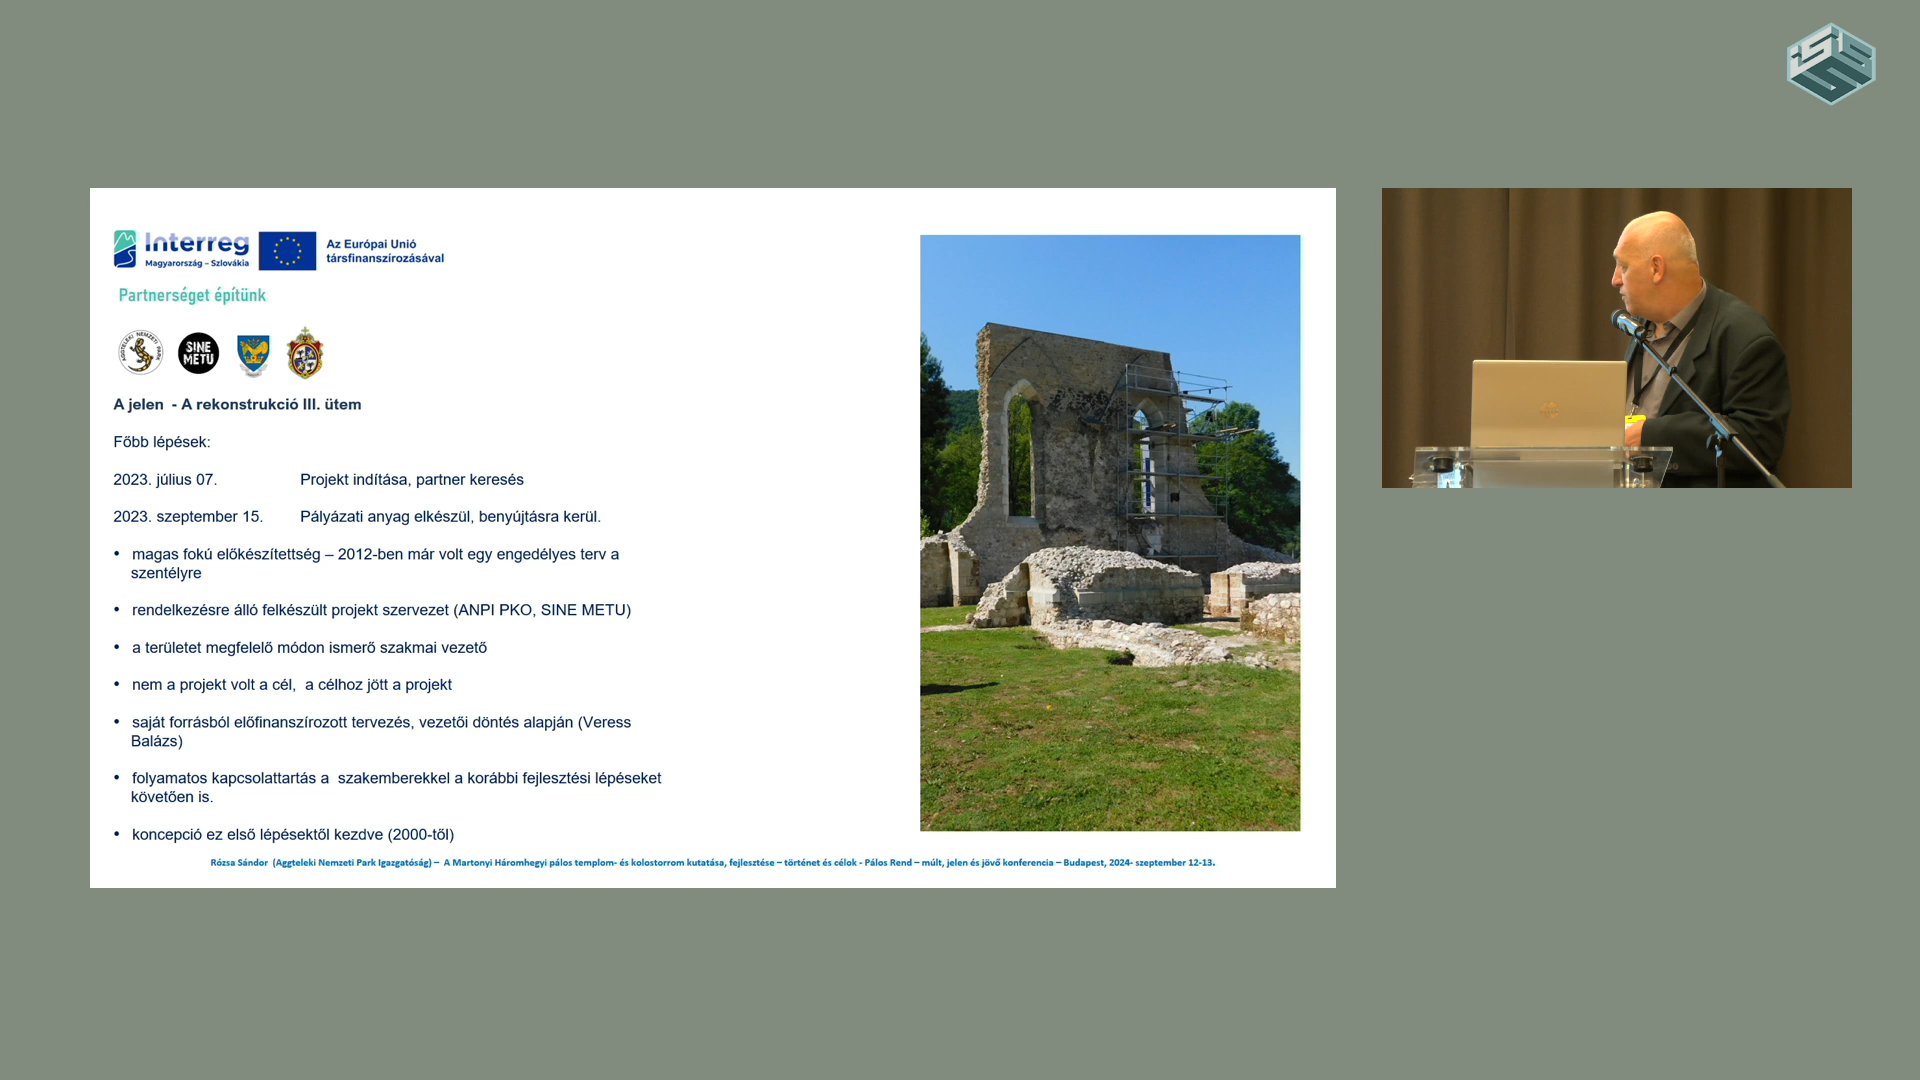 Interreg
Magyarország – Szlovákia
Az Európai Unió
társfinanszírozásával
Partnerséget építünk
AGGTELEKI NEMZETI PARK
SINE
METU
A jelen - A rekonstrukció III. ütem
Főbb lépések:
2023. július 07. Projekt indítása, partner keresés
2023. szeptember 15. Pályázati anyag elkészül, benyújtásra kerül.
• magas fokú előkészítettség – 2012-ben már volt egy engedélyes terv a
szentélyre
• rendelkezésre álló felkészült projekt szervezet (ANPI PKO, SINE METU)
• a területet megfelelő módon ismerő szakmai vezető
• nem a projekt volt a cél, a célhoz jött a projekt
• saját forrásból előfinanszírozott tervezés, vezetői döntés alapján (Veress
Balázs)
• folyamatos kapcsolattartás a szakemberekkel a korábbi fejlesztési lépéseket
követően is.
• koncepció ez első lépésektől kezdve (2000-től)
Rózsa Sándor (Aggteleki Nemzeti Park Igazgatóság) – A Martonyi Háromhegyi pálos templom- és kolostorrom kutatása, fejlesztése – történet és célok - Pálos Rend – múlt, jelen és jövő konferencia – Budapest, 2024- szeptember 12-13.